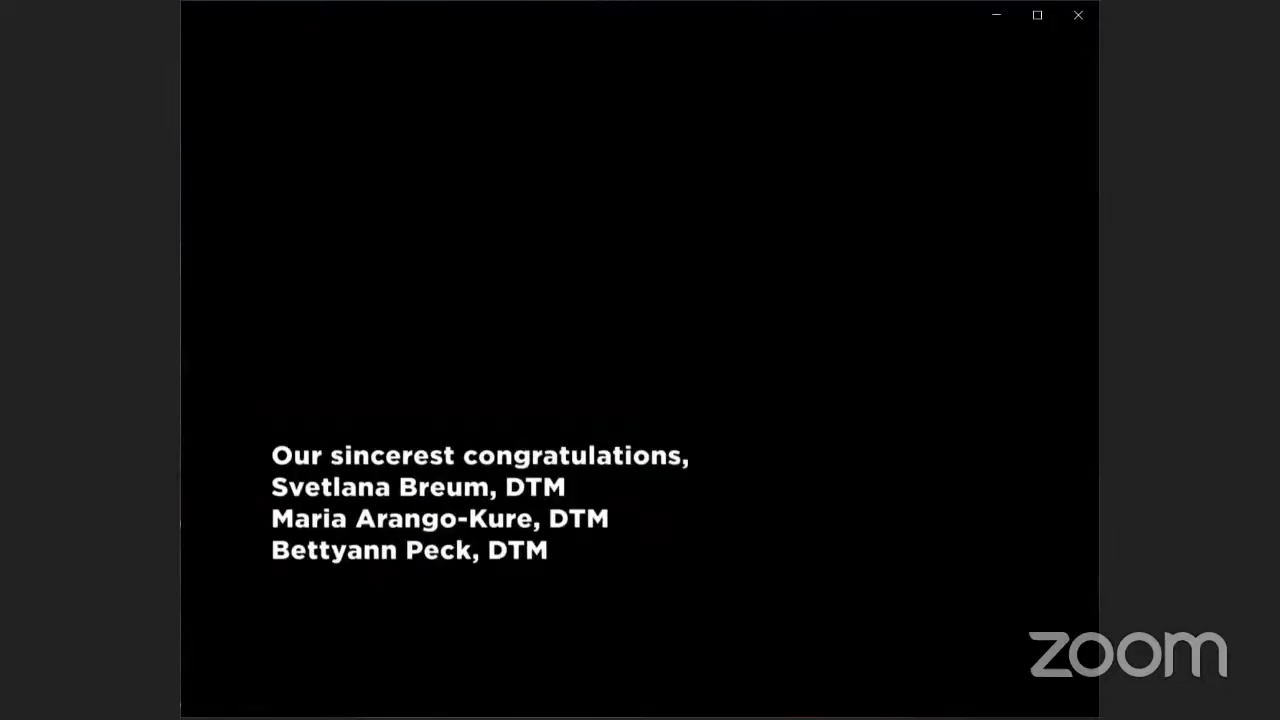 Our sincerest congratulations,
Svetlana Breum, DTM
Maria Arango-Kure, DTM
Bettyann Peck, DTM
zoom